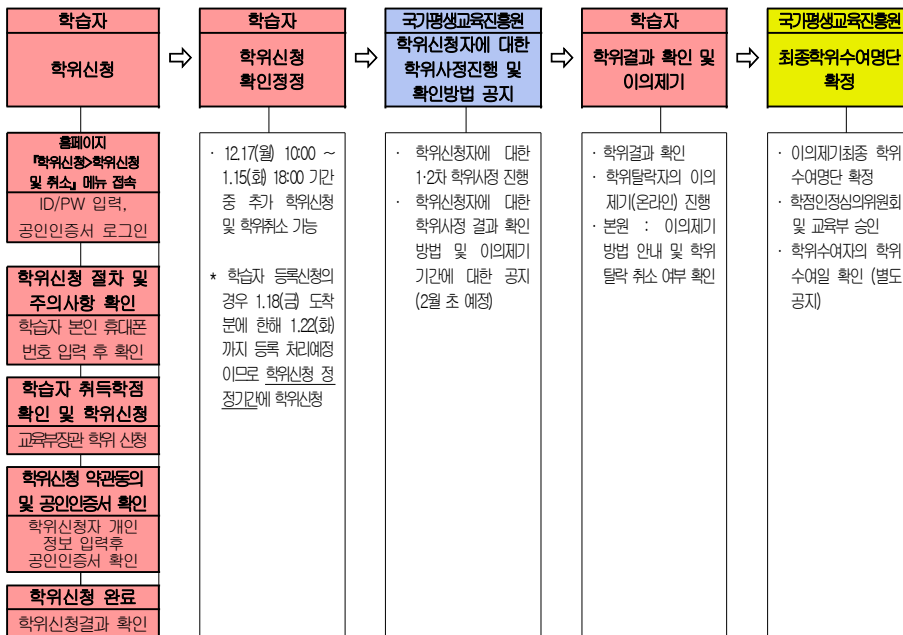 학습자
학위신청
홈페이지
『학위신청>학위신청
및 취소』 메뉴 접속
ID/PW 입력,
공인인증서 로그인
학위신청 절차 및
주의사항 확인
학습자 본인 휴대폰
번호 입력 후 확인
학습자 취득학점
확인 및 학위신청
교육부장관 학위 신청
학위신청 약관동의
및 공인인증서 확인
학위신청자 개인
정보 입력후
공인인증서 확인
학위신청 완료
학위신청결과 확인
학습자
학위신청
확인정정
· 12.17(월) 10:00 ~
1.15(화) 18:00 기간
중 추가 학위신청
및 학위취소 가능
* 학습자 등록신청의
경우 1.18(금) 도착
분에 한해 1.22(화)
까지 등록 처리예정
이므로 학위신청 정
정기간에 학위신청
국가평생교육진흥원
학위신청자에 대한
학위사정진행 및
확인방법 공지
· 학위신청자에 대한
1·2차 학위사정 진행
· 학위신청자에 대한
학위사정 결과 확인
방법 및 이의제기
기간에 대한 공지
(2월 초 예정)
학습자
학위결과 확인 및
이의제기
· 학위결과 확인
· 학위탈락자의 이의
제기(온라인) 진행
· 본원 : 이의제기
방법 안내 및 학위
탈락 취소 여부 확인
국가평생교육진흥원
최종학위수여명단
확정
· 이의제기최종 학위
수여명단 확정
· 학점인정심의위원회
및 교육부 승인
· 학위수여자의 학위
수여일 확인 (별도
공지)